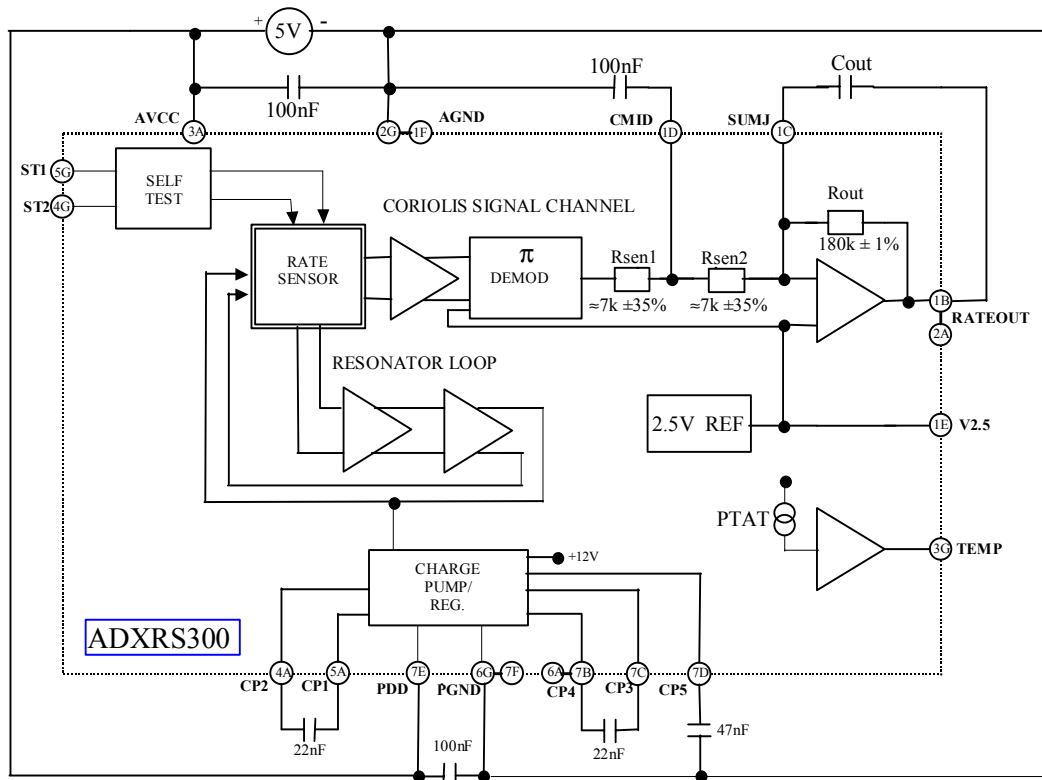 + 5V -
100nF
100nF
Cout
AVCC
AGND
CMID
SUMJ
3A
2G
1F
1D
1C
ST1
5G
ST2
4G
SELF
TEST
CORIOLIS SIGNAL CHANNEL
RATE
SENSOR
π
DEMOD
Rsen1
≈7k ±35%
Rsen2
≈7k ±35%
Rout
180k ± 1%
1B
RATEOUT
2A
RESONATOR LOOP
2.5V REF
1E
V2.5
PTAT
3G
TEMP
CHARGE
PUMP/
REG.
+12V
ADXRS300
4A
5A
7E
6G
7F
6A
7B
7C
7D
CP2
CP1
PDD
PGND
CP4
CP3
CP5
22nF
100nF
22nF
47nF